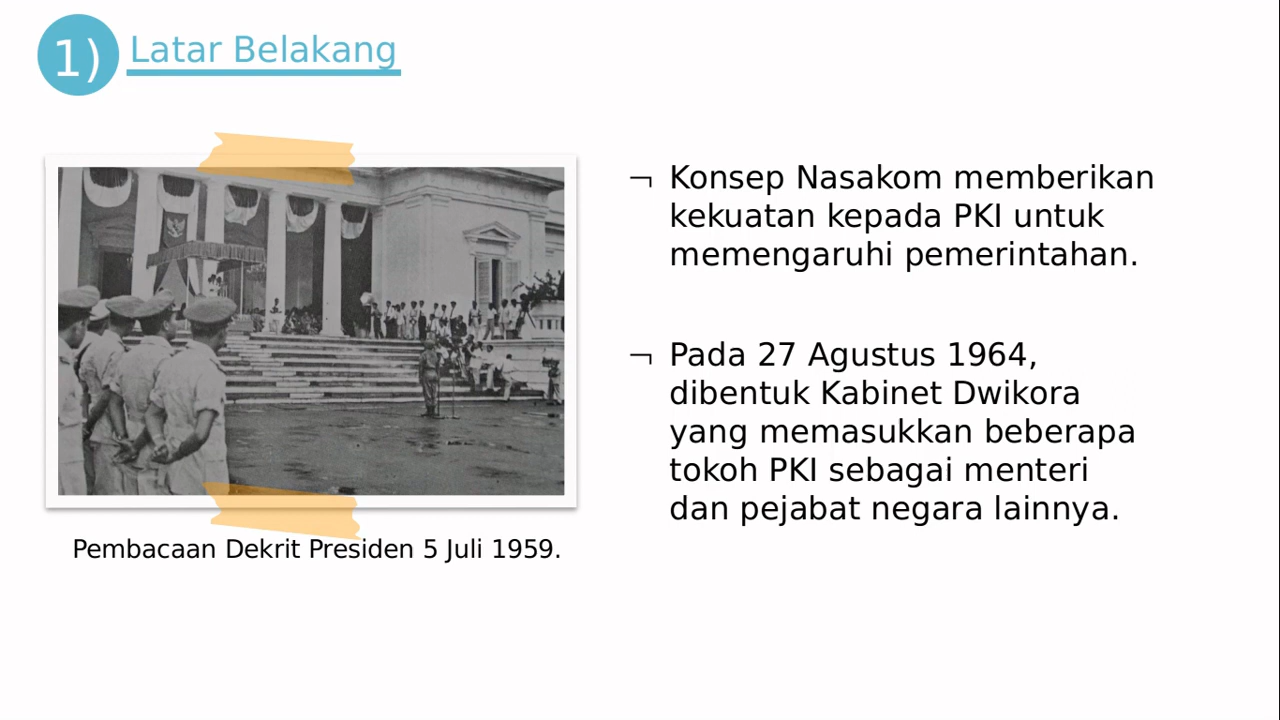 1) Latar Belakang
¬ Konsep Nasakom memberikan
kekuatan kepada PKI untuk
memengaruhi pemerintahan.
¬ Pada 27 Agustus 1964,
dibentuk Kabinet Dwikora
yang memasukkan beberapa
tokoh PKI sebagai menteri
dan pejabat negara lainnya.
Pembacaan Dekrit Presiden 5 Juli 1959.